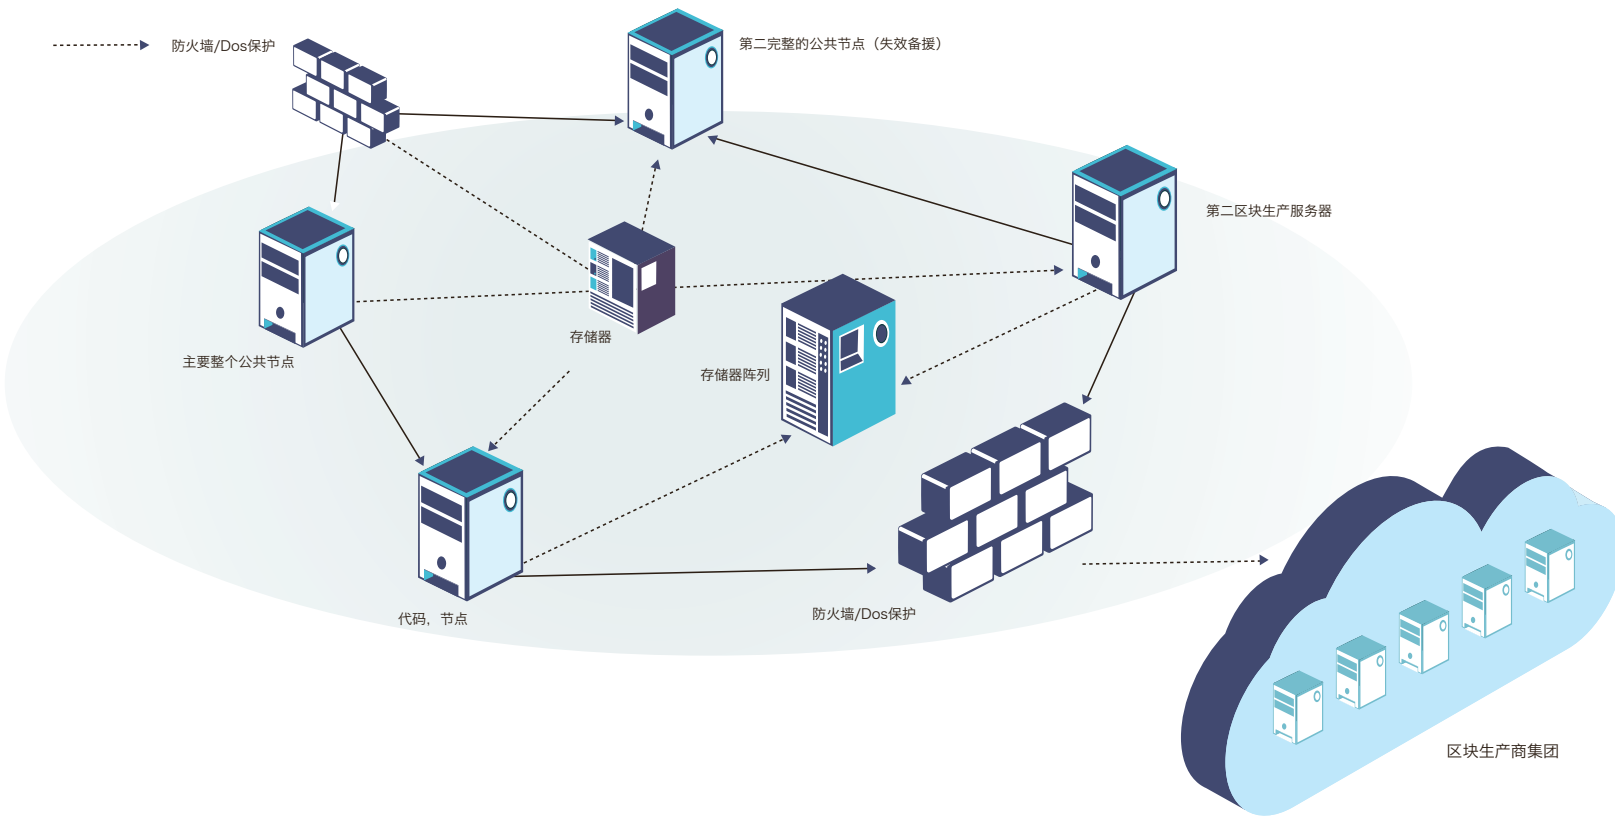 防火墙/Dos保护
第二完整的公共节点（失效备援）
第二区块生产服务器
存储器
主要整个公共节点
存储器阵列
代码，节点
防火墙/Dos保护
区块生产商集团